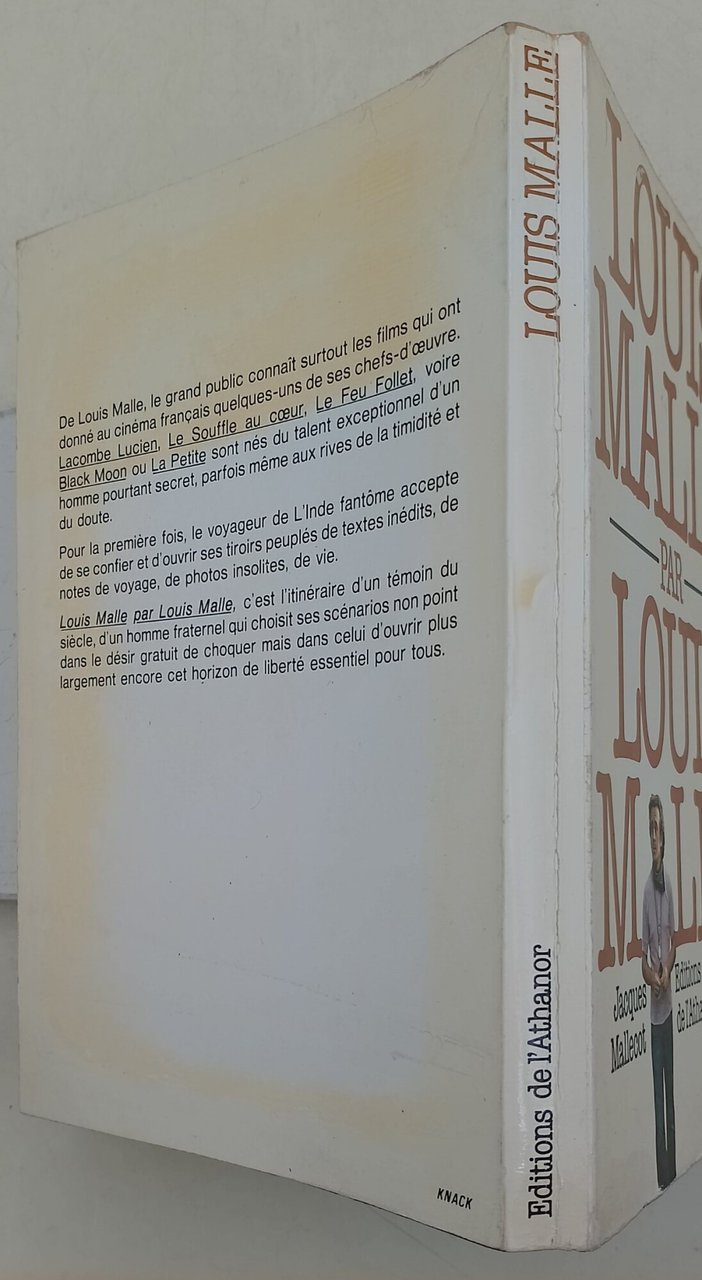 De Louis Malle, le grand public connaît surtout les films qui ont
donné au cinéma français quelques-uns de ses chefs-d'œuvre.
Lacombe Lucien, Le Souffle au cœur, Le Feu Follet, voire
Black Moon ou La Petite sont nés du talent exceptionnel d'un
homme pourtant secret, parfois même aux rives de la timidité et
du doute.
Pour la première fois, le voyageur de L'Inde fantôme accepte
de se confier et d'ouvrir ses tiroirs peuplés de textes inédits, de
notes de voyage, de photos insolites, de vie.
Louis Malle par Louis Malle, c'est l'itinéraire d'un témoin du
siècle, d'un homme fraternel qui choisit ses scénarios non point
dans le désir gratuit de choquer mais dans celui d'ouvrir plus
largement encore cet horizon de liberté essentiel pour tous.
KNACK
LOUIS MALLE
Editions de l'Athanor
LOUI
MALL
PAR
LOUI
M LL
Jacques
Mallecot
Editions
de l'Atha